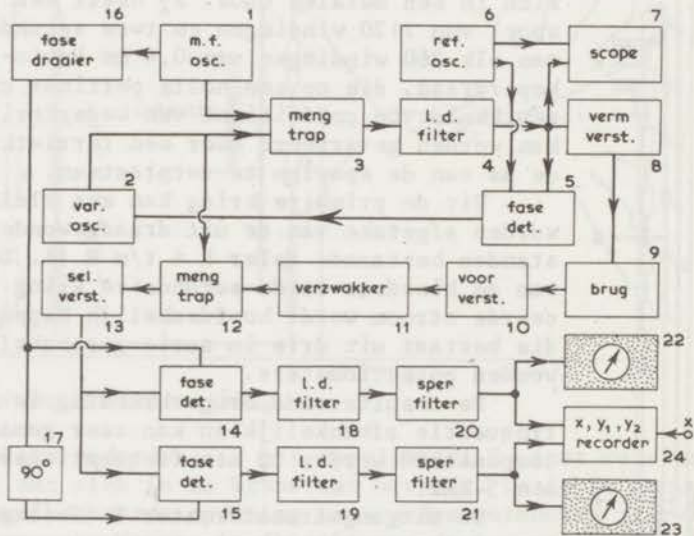 16
1
6
7
fase
draaier
m.f.
osc.
ref.
osc.
scope
meng
trap
l.d.
filter
verm
verst.
2
3
4
5
8
var.
osc.
fase
det.
9
sel.
verst.
meng
trap
verzwakker
voor
verst.
brug
13
12
11
10
22
fase
det.
l.d.
filter
sper
filter
x, y₁, y₂
recorder
x
17
14
18
20
24
90°
fase
det.
l.d.
filter
sper
filter
15
19
21
23